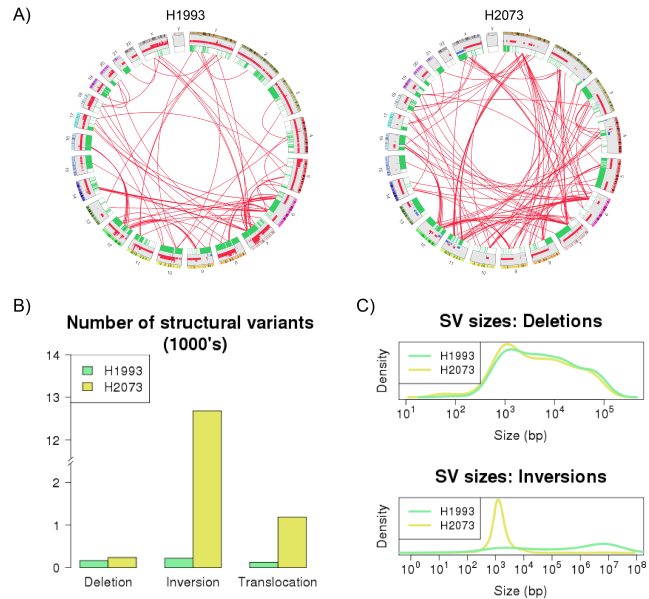 A)
H1993
H2073
B)
Number of structural variants
(1000's)
14
H1993
H2073
13
12
2
1
0
Deletion
Inversion
Translocation
C)
SV sizes: Deletions
Density
H1993
H2073
10¹ 10² 10³ 10⁴ 10⁵
Size (bp)
SV sizes: Inversions
Density
H1993
H2073
10⁰ 10¹ 10² 10³ 10⁴ 10⁵ 10⁶ 10⁷ 10⁸
Size (bp)